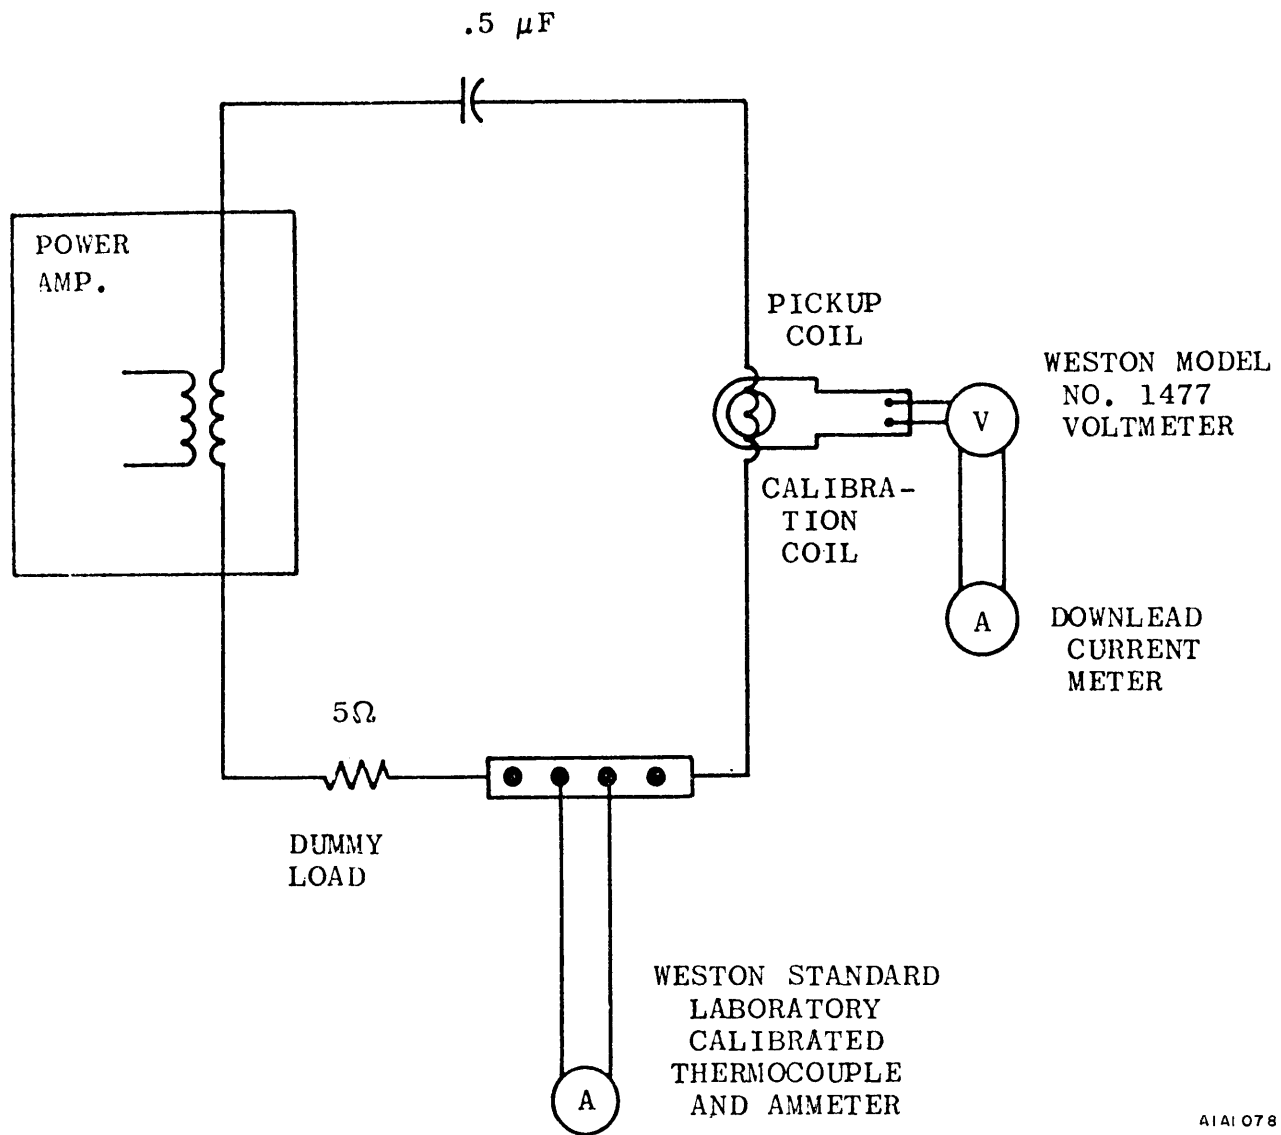 .5 μF
POWER
AMP.
PICKUP
COIL
WESTON MODEL
NO. 1477
VOLTMETER
V
CALIBRA-
TION
COIL
A
DOWNLEAD
CURRENT
METER
5Ω
DUMMY
LOAD
WESTON STANDARD
LABORATORY
CALIBRATED
THERMOCOUPLE
AND AMMETER
A
A1A1078